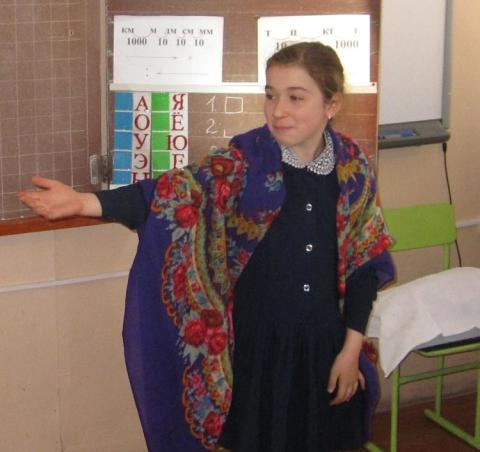 км м дм см мм
1000 10 10 10
т ц кг г
10 1000
А Я
О Ё
У Ю
Э Е
Ы
1.
2.